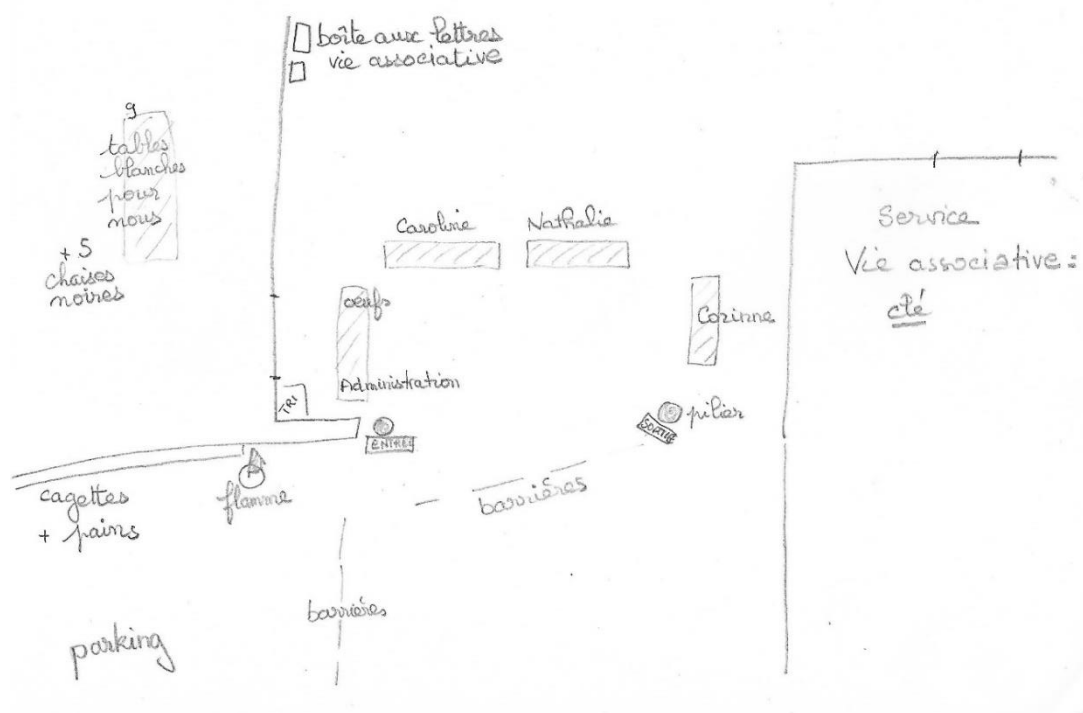 boîte aux lettres
vie associative
9
tables
blanches
pour
nous
+ 5
chaises
noires
Caroline
Nathalie
Service
Vie associative :
clé
oeufs
Corinne
Administration
TRI
ENTRÉE
SORTIE
pilier
cagettes
+ pains
flamme
barrières
barrières
parking